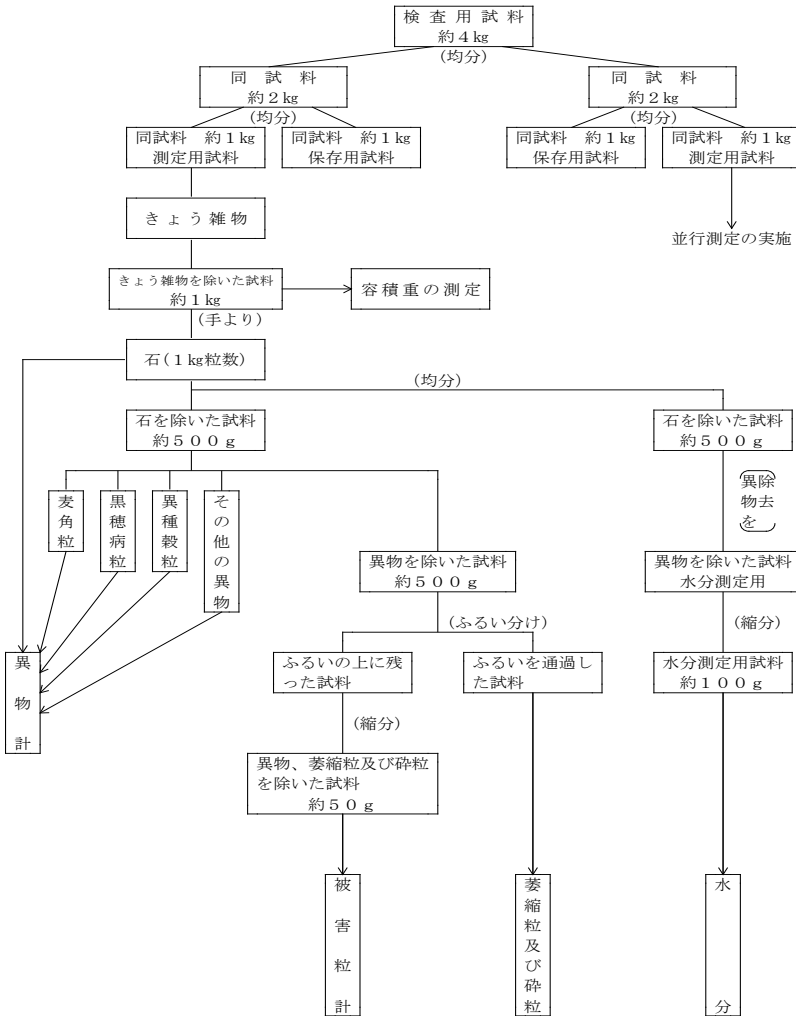 検査用試料
約4㎏
(均分)
同試料
約2㎏
同試料
約2㎏
(均分)
(均分)
同試料 約1㎏
測定用試料
同試料 約1㎏
保存用試料
同試料 約1㎏
保存用試料
同試料 約1㎏
測定用試料
きょう雑物
並行測定の実施
きょう雑物を除いた試料
約1㎏
容積重の測定
(手より)
石(1㎏粒数)
(均分)
石を除いた試料
約500g
石を除いた試料
約500g
麦角粒
黒穂病粒
異種穀粒
その他の異物
異物を
除去
異物を除いた試料
約500g
異物を除いた試料
水分測定用
(ふるい分け)
(縮分)
異物計
ふるいの上に残
った試料
ふるいを通過し
た試料
水分測定用試料
約100g
(縮分)
異物、萎縮粒及び砕粒
を除いた試料
約50g
被害粒計
萎縮粒及び砕粒
水分